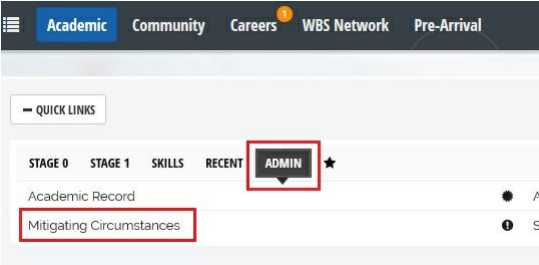 Academic Community Careers 1 WBS Network Pre-Arrival
– QUICK LINKS
STAGE 0 STAGE 1 SKILLS RECENT ADMIN ★
Academic Record A
Mitigating Circumstances S